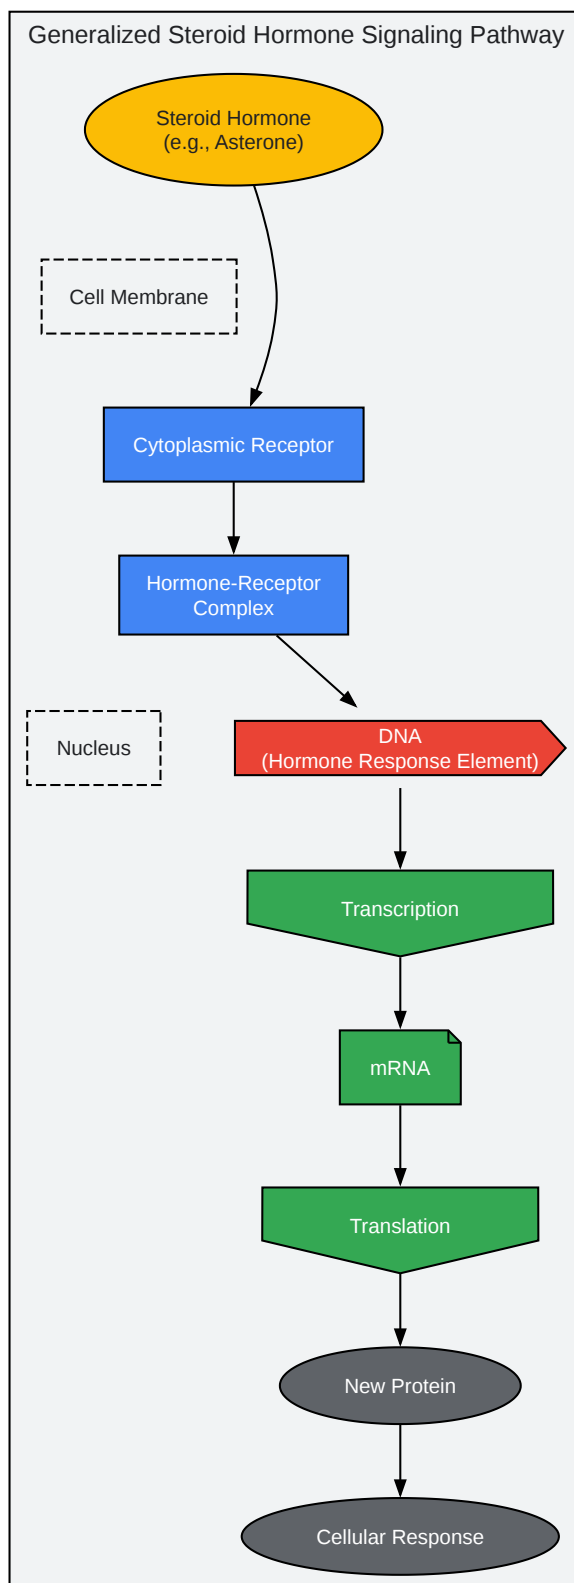 Generalized Steroid Hormone Signaling Pathway
Steroid Hormone
(e.g., Asterone)
Cell Membrane
Cytoplasmic Receptor
Hormone-Receptor
Complex
DNA
(Hormone Response Element)
Nucleus
Transcription
mRNA
Translation
New Protein
Cellular Response